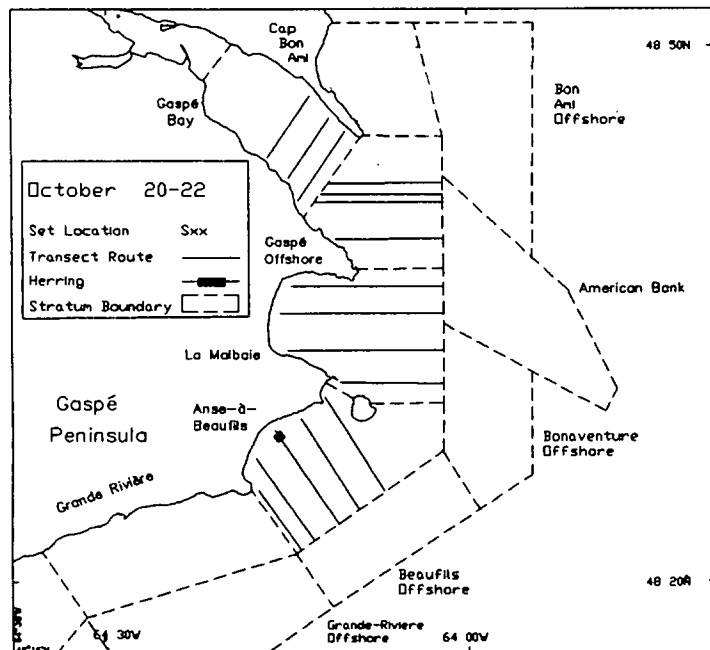 Cap
Bon
Ami
48 50N
Gaspé
Bay
Bon
Ami
Offshore
October 20-22
Set Location Sxx
Transect Route
Herring
Stratum Boundary
Gaspé
Offshore
American Bank
La Malbaie
Anse-à-
Beaufils
Gaspé
Peninsula
Bonaventure
Offshore
Grande Rivière
Beaufils
Offshore
48 20N
64 30W
Grande-Riviere
Offshore
64 00W